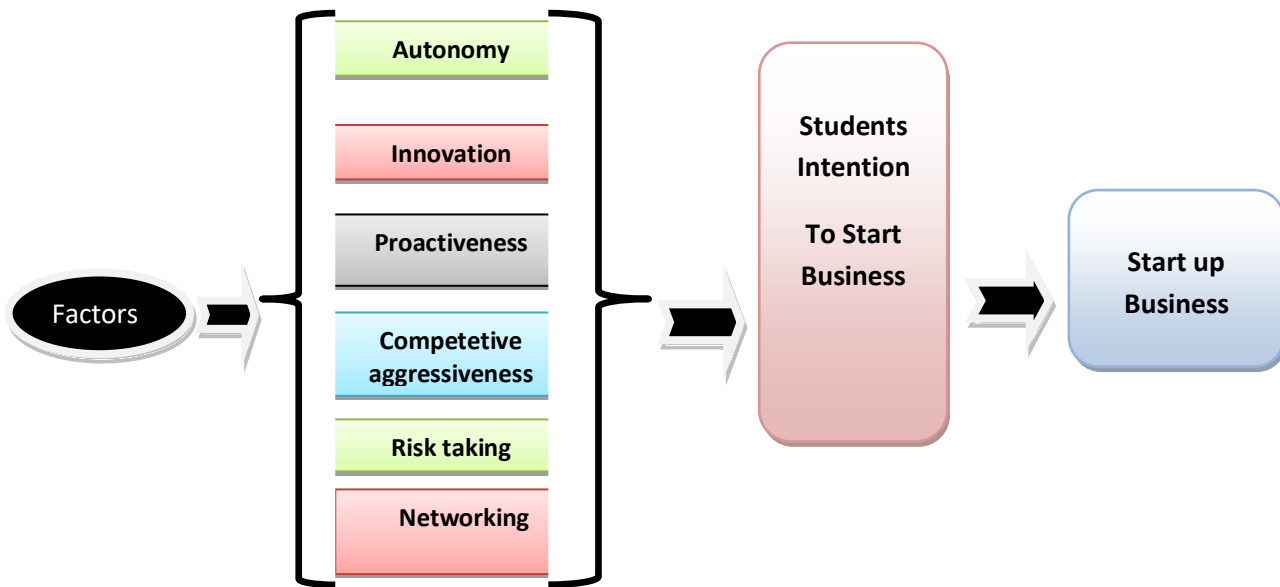 Factors
Autonomy
Innovation
Proactiveness
Competetive
aggressiveness
Risk taking
Networking
Students
Intention
To Start
Business
Start up
Business